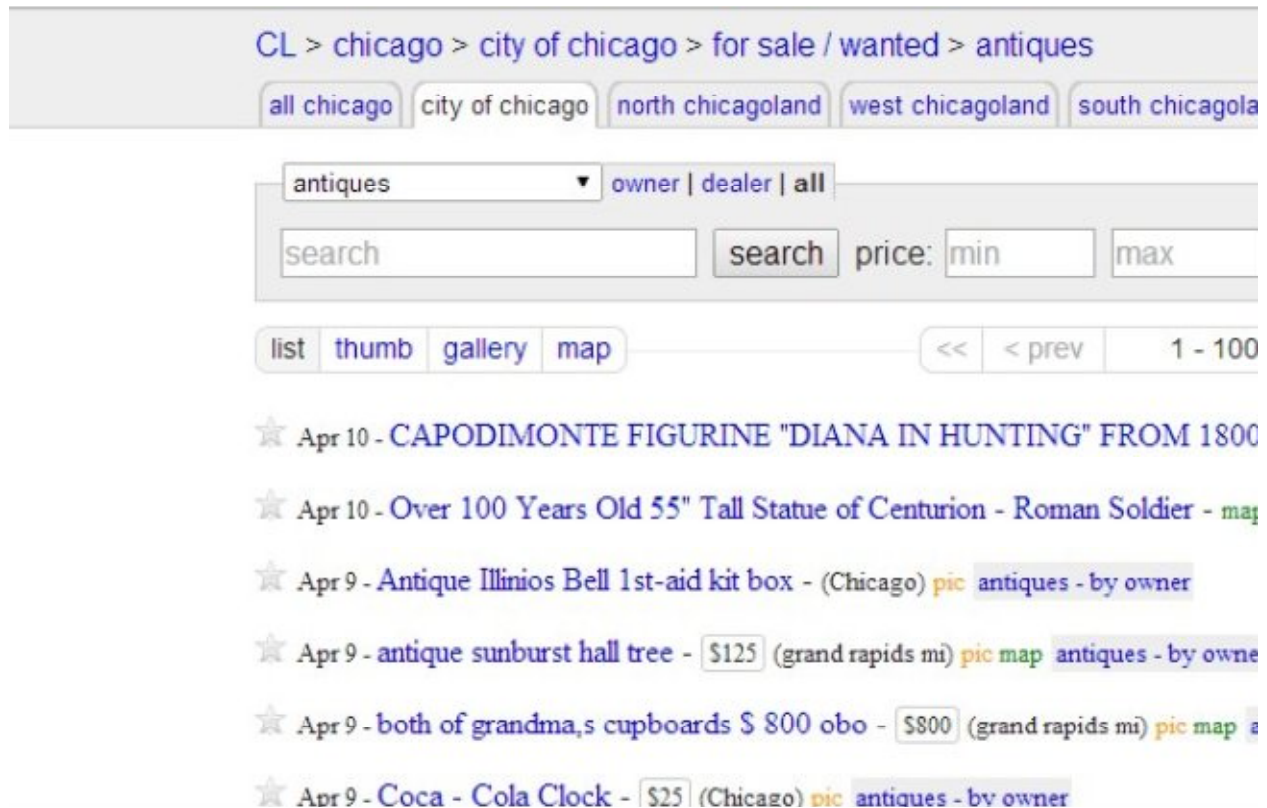 CL > chicago > city of chicago > for sale / wanted > antiques
all chicago city of chicago north chicagoland west chicagoland south chicagola
antiques owner | dealer | all
search search price: min max
list thumb gallery map << < prev 1 - 100
Apr 10 - CAPODIMONTE FIGURINE "DIANA IN HUNTING" FROM 1800
Apr 10 - Over 100 Years Old 55" Tall Statue of Centurion - Roman Soldier - map
Apr 9 - Antique Illinios Bell 1st-aid kit box - (Chicago) pic antiques - by owner
Apr 9 - antique sunburst hall tree - $125 (grand rapids mi) pic map antiques - by owne
Apr 9 - both of grandma,s cupboards $ 800 obo - $800 (grand rapids mi) pic map a
Apr 9 - Coca - Cola Clock - $25 (Chicago) pic antiques - by owner